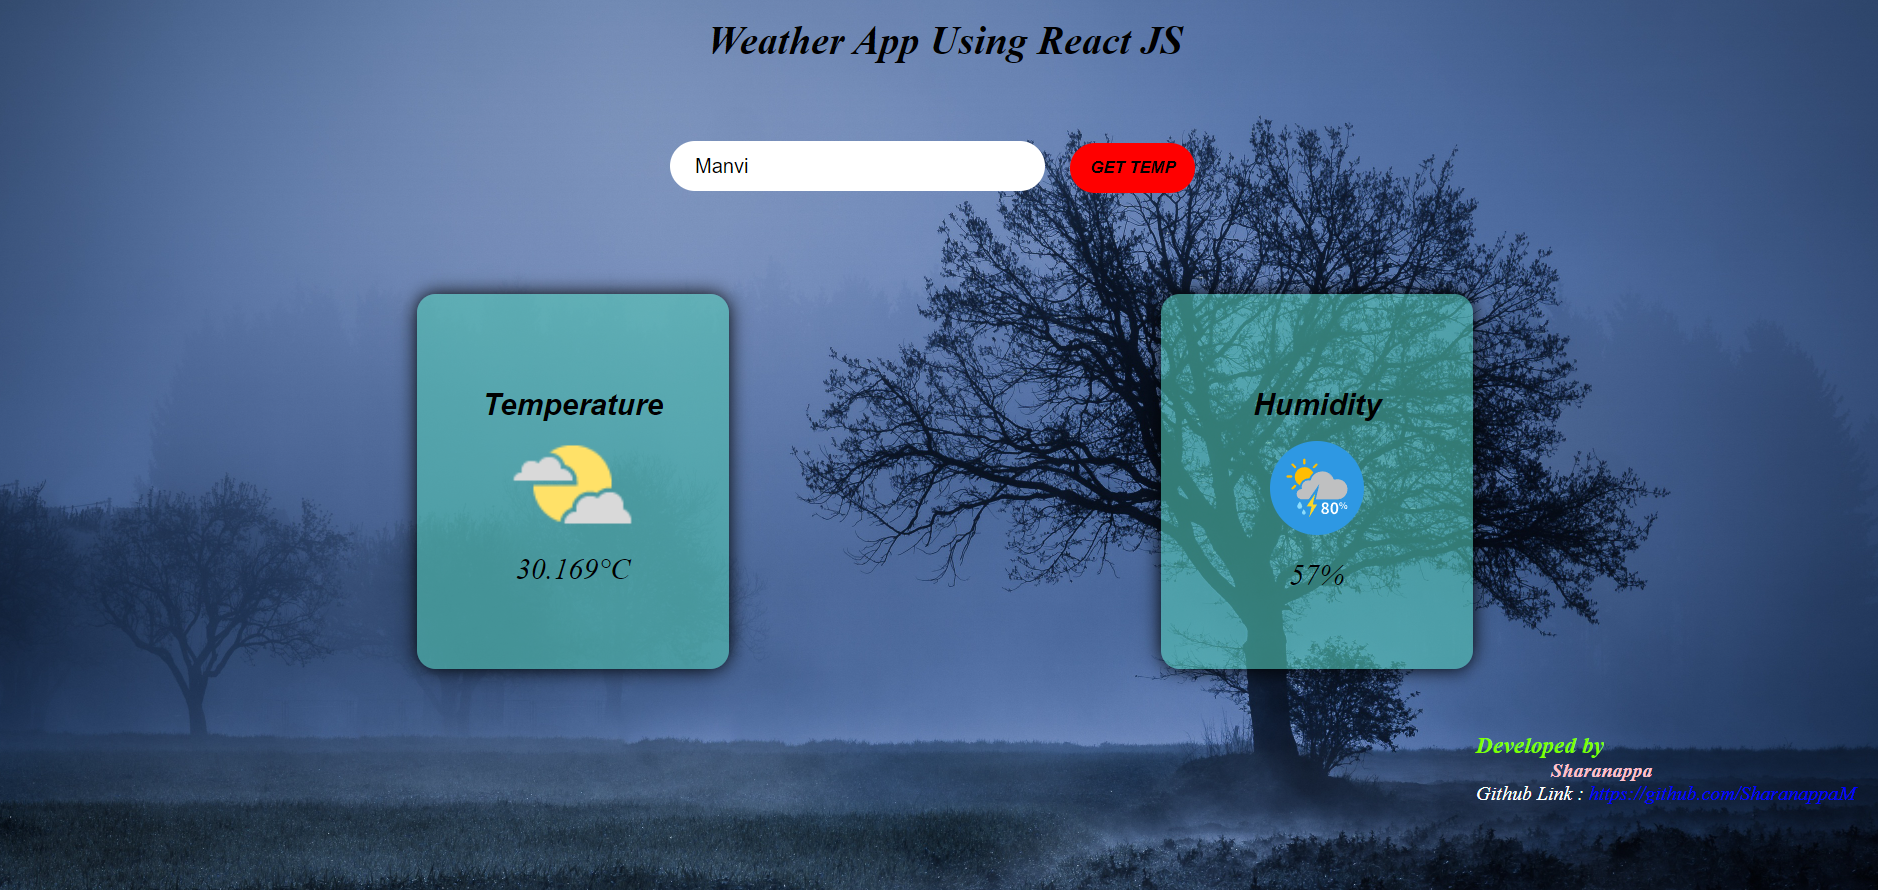 Weather App Using React JS
Manvi
GET TEMP
Temperature
30.169°C
Humidity
80%
57%
Developed by
Sharanappa
Github Link : https://github.com/SharanappaM